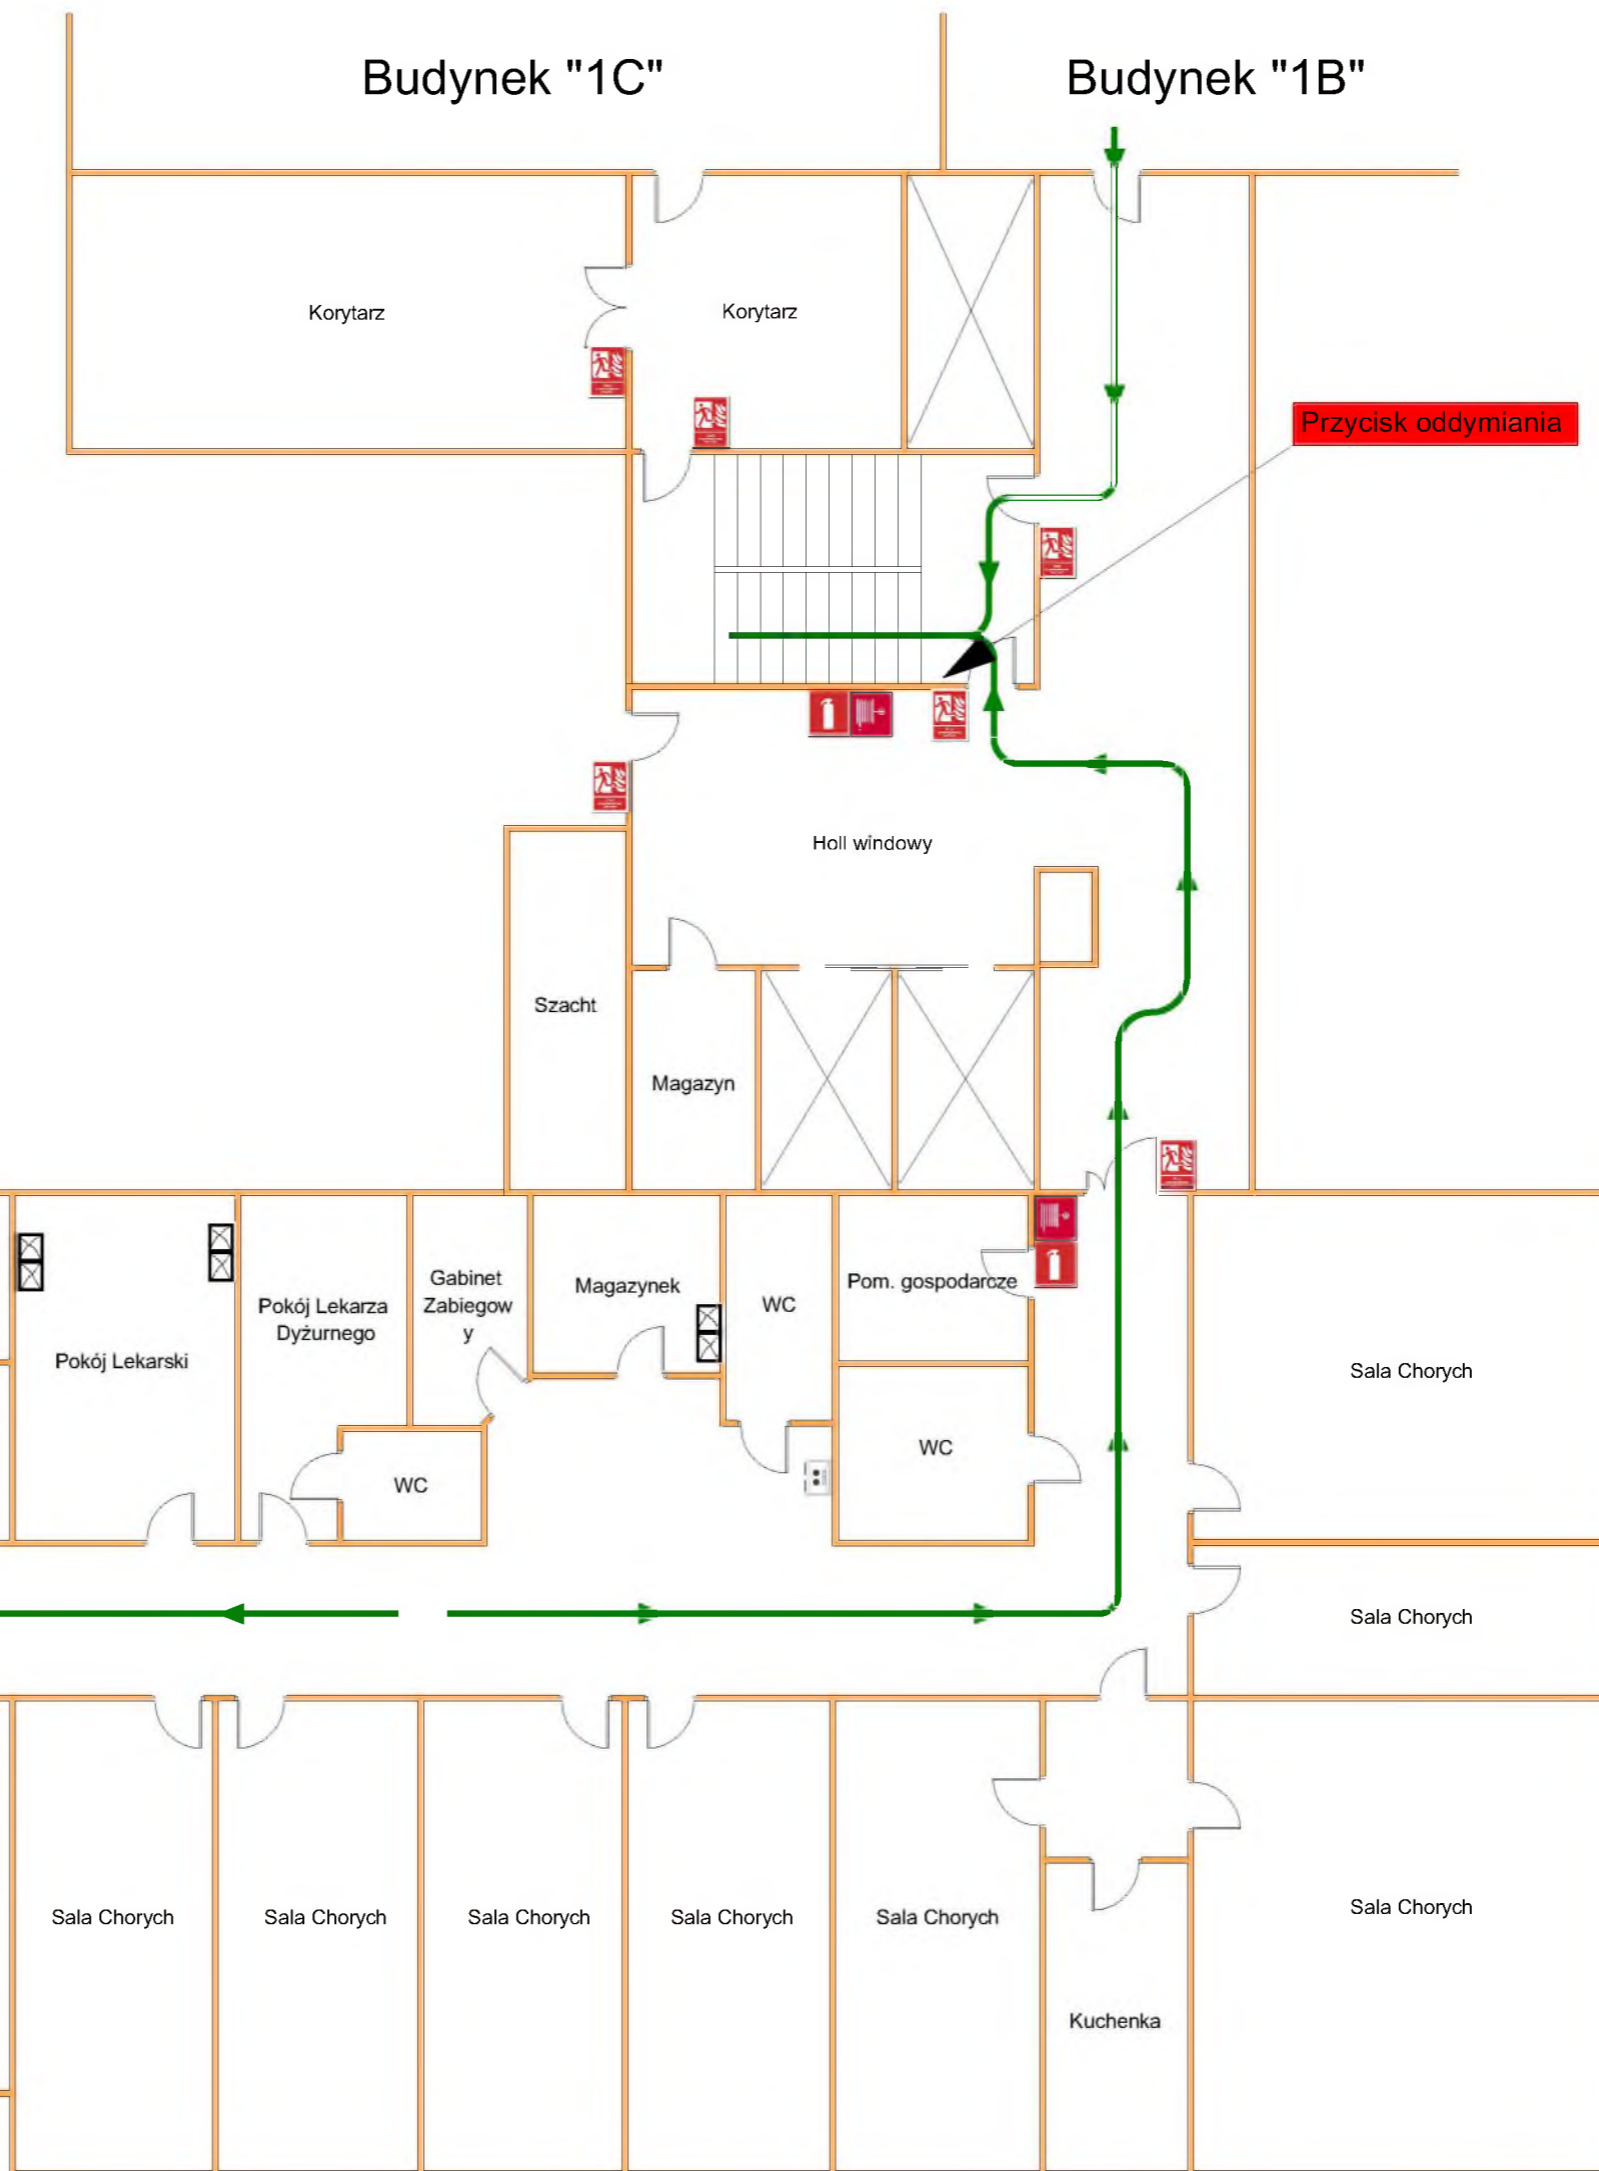 Budynek "1C"
Budynek "1B"
Korytarz
Korytarz
Przycisk oddymiania
Holl windowy
Szacht
Magazyn
Pokój Lekarski
Pokój Lekarza
Dyżurnego
Gabinet
Zabiegow
y
Magazynek
WC
Pom. gospodarcze
WC
WC
Sala Chorych
Sala Chorych
Sala Chorych
Sala Chorych
Sala Chorych
Sala Chorych
Sala Chorych
Sala Chorych
Kuchenka